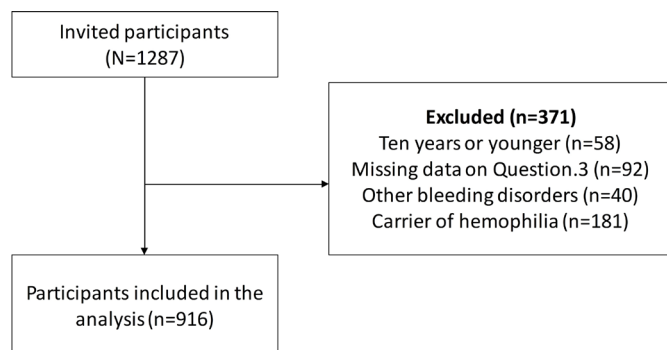 Invited participants
(N=1287)
Excluded (n=371)
Ten years or younger (n=58)
Missing data on Question.3 (n=92)
Other bleeding disorders (n=40)
Carrier of hemophilia (n=181)
Participants included in the
analysis (n=916)